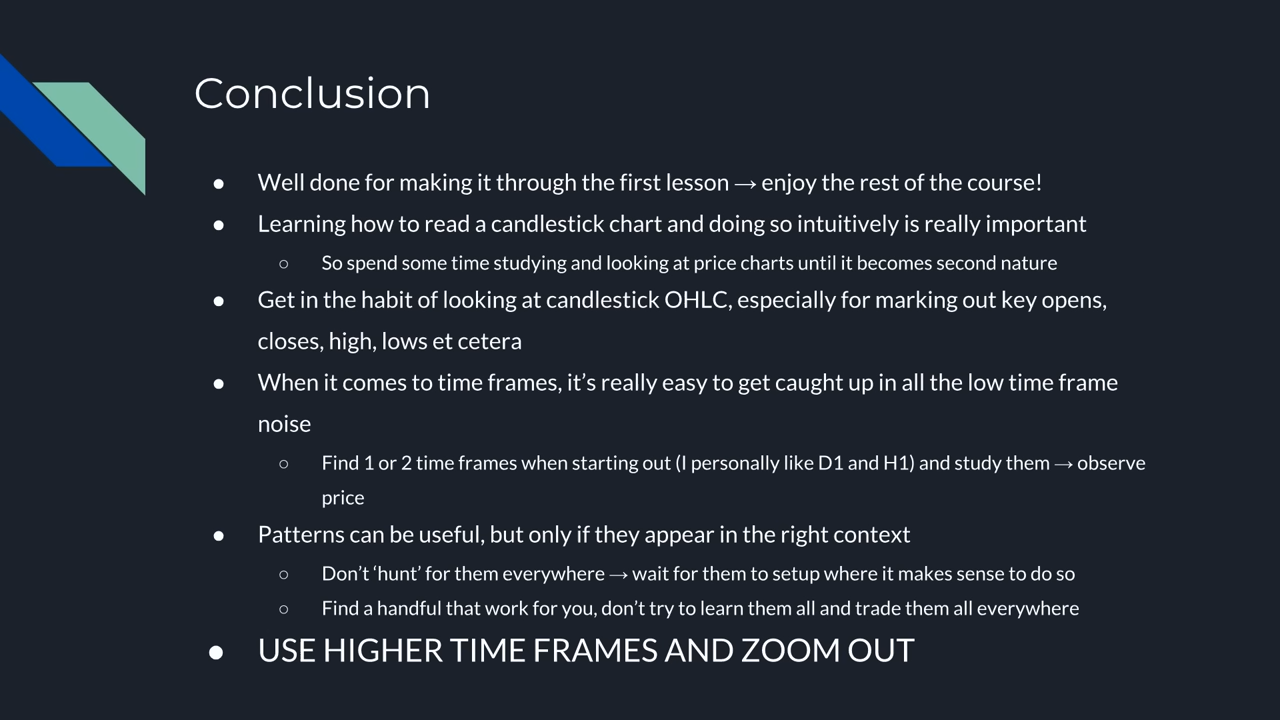 Conclusion
● Well done for making it through the first lesson → enjoy the rest of the course!
● Learning how to read a candlestick chart and doing so intuitively is really important
○ So spend some time studying and looking at price charts until it becomes second nature
● Get in the habit of looking at candlestick OHLC, especially for marking out key opens,
closes, high, lows et cetera
● When it comes to time frames, it’s really easy to get caught up in all the low time frame
noise
○ Find 1 or 2 time frames when starting out (I personally like D1 and H1) and study them → observe
price
● Patterns can be useful, but only if they appear in the right context
○ Don’t ‘hunt’ for them everywhere → wait for them to setup where it makes sense to do so
○ Find a handful that work for you, don’t try to learn them all and trade them all everywhere
● USE HIGHER TIME FRAMES AND ZOOM OUT